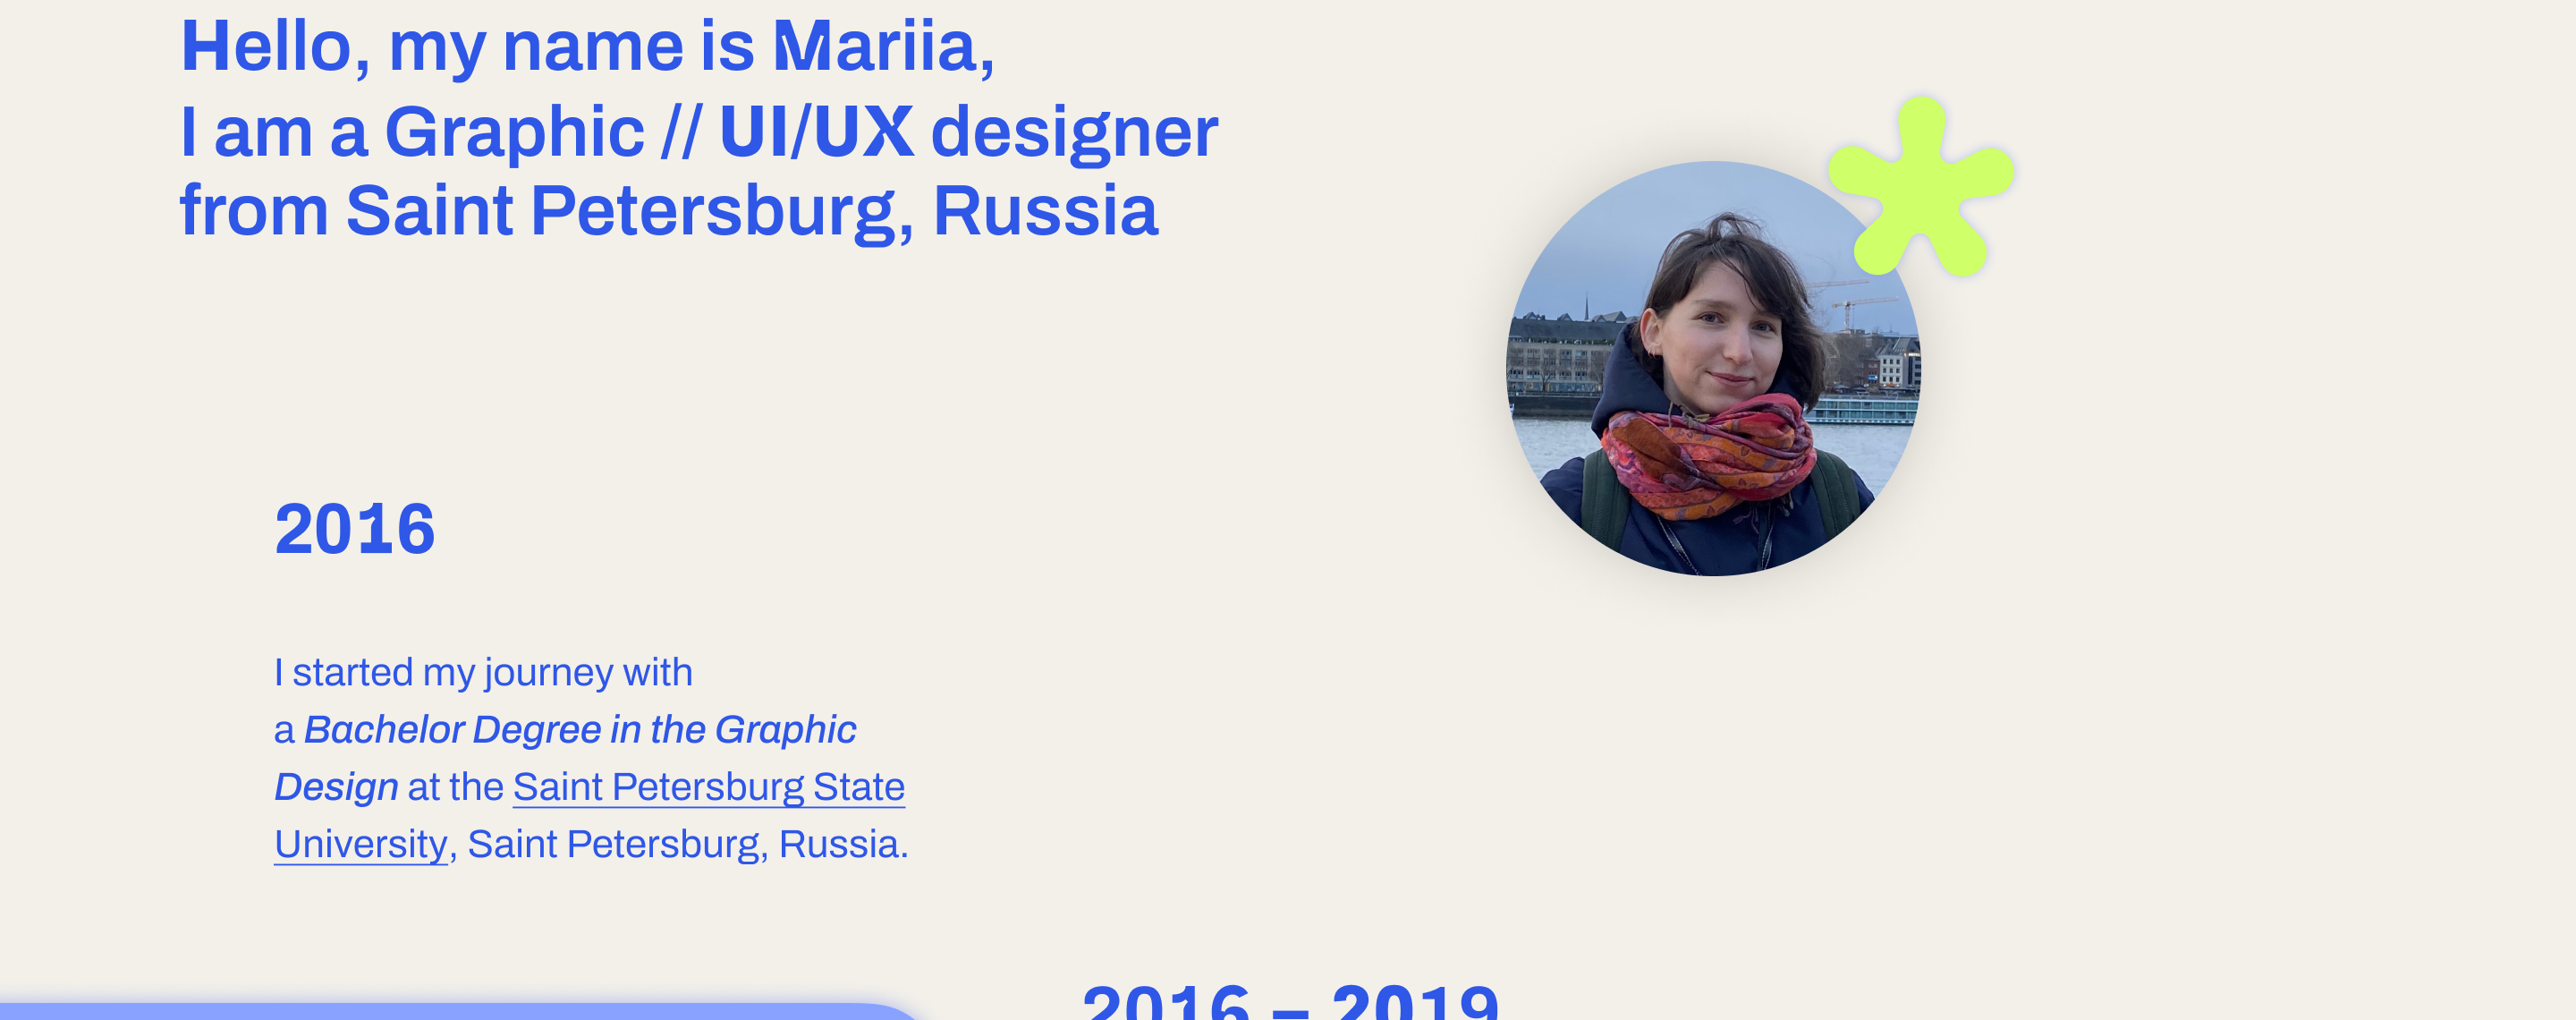 Hello, my name is Mariia,
I am a Graphic // UI/UX designer
from Saint Petersburg, Russia
2016
I started my journey with
a Bachelor Degree in the Graphic
Design at the Saint Petersburg State
University, Saint Petersburg, Russia.
2016 – 2019